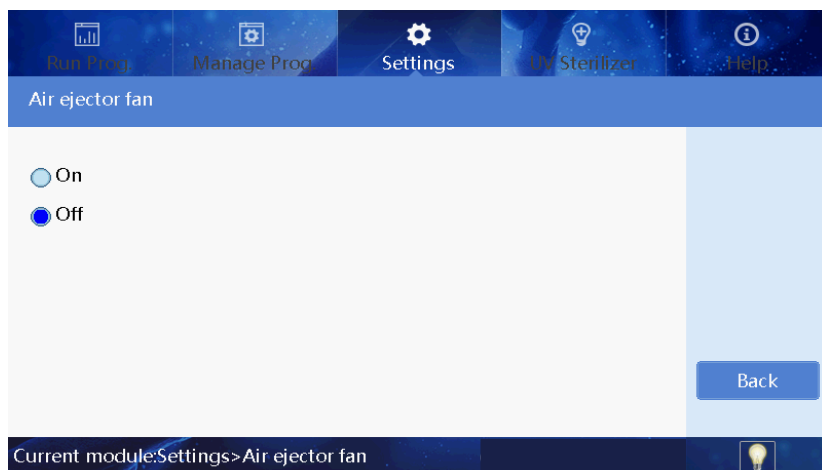 Run Prog. Manage Prog. Settings UV Sterilizer Help
Air ejector fan
On
Off
Back
Current module:Settings>Air ejector fan